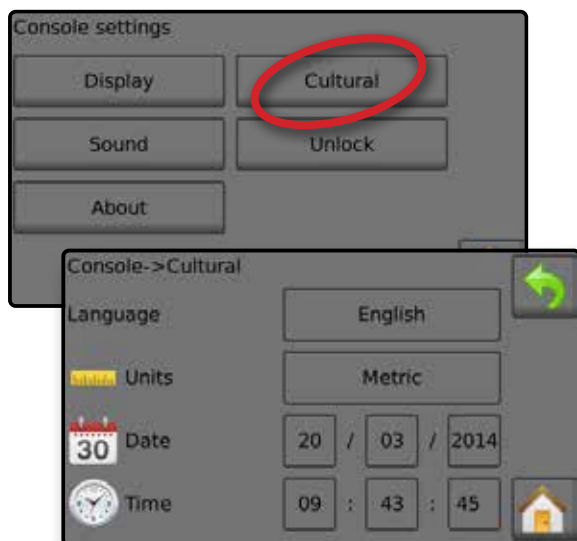 Console settings
Display Cultural
Sound Unlock
About
Console->Cultural
Language English
Units Metric
30 Date 20 / 03 / 2014
Time 09 : 43 : 45